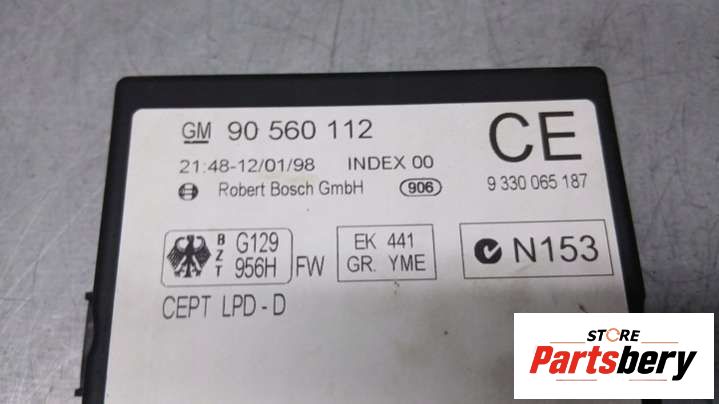 GM 90 560 112
CE
21:48-12/01/98 INDEX 00
Robert Bosch GmbH 906
9 330 065 187
BZT G129 956H FW
EK 441
GR. YME
N153
CEPT LPD - D
STORE
Partsbery